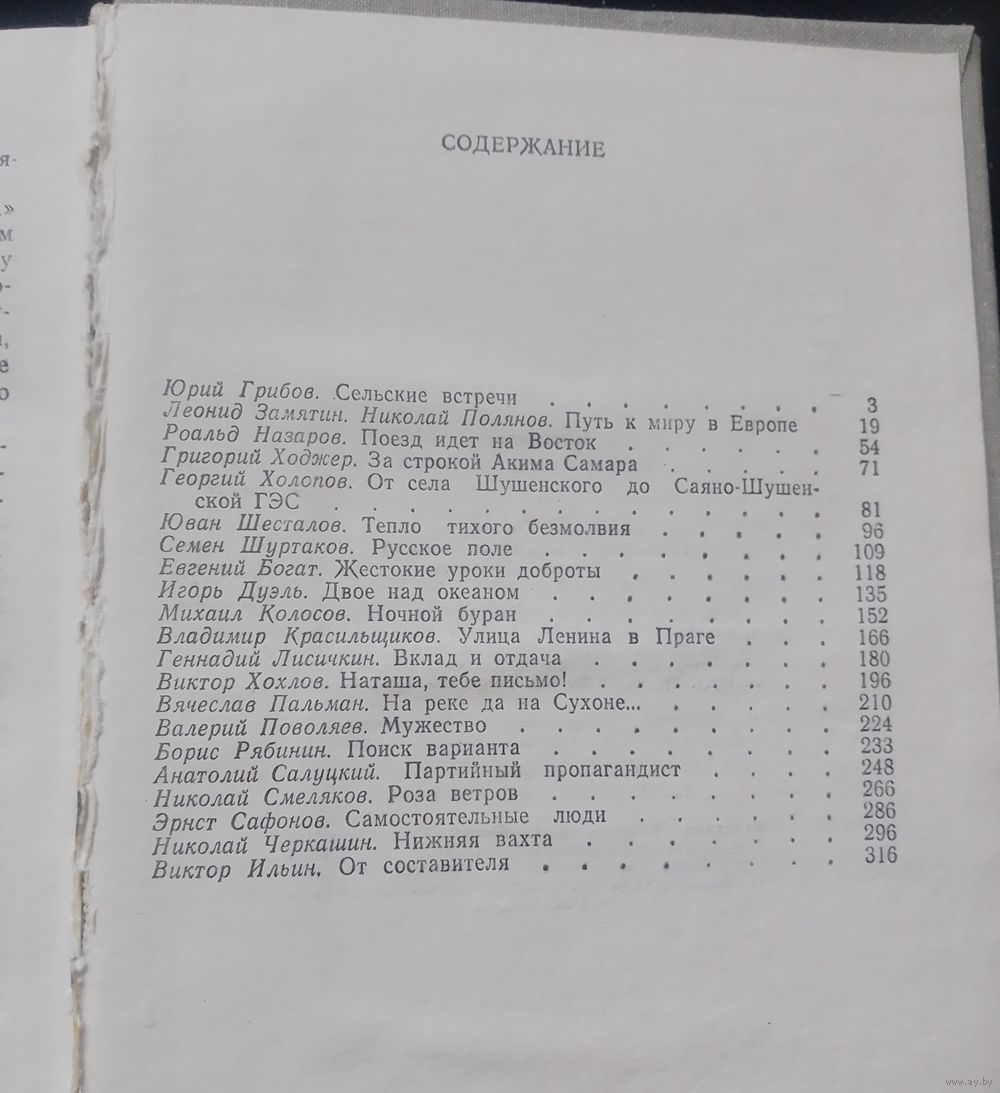 СОДЕРЖАНИЕ
Юрий Грибов. Сельские встречи . . . . . . . . 3
Леонид Замятин. Николай Полянов. Путь к миру в Европе 19
Роальд Назаров. Поезд идет на Восток . . . . . . 54
Григорий Ходжер. За строкой Акима Самара . . . . . 71
Георгий Холопов. От села Шушенского до Саяно-Шушен-
ской ГЭС . . . . . . . . . . . . . . 81
Юван Шесталов. Тепло тихого безмолвия . . . . . 96
Семен Шуртаков. Русское поле . . . . . . . . 109
Евгений Богат. Жестокие уроки доброты . . . . . . 118
Игорь Дуэль. Двое над океаном . . . . . . . . 135
Михаил Колосов. Ночной буран . . . . . . . . 152
Владимир Красильщиков. Улица Ленина в Праге . . . 166
Геннадий Лисичкин. Вклад и отдача . . . . . . . 180
Виктор Хохлов. Наташа, тебе письмо! . . . . . . . 196
Вячеслав Пальман. На реке да на Сухоне... . . . . . 210
Валерий Поволяев. Мужество . . . . . . . . . 224
Борис Рябинин. Поиск варианта . . . . . . . . 233
Анатолий Салуцкий. Партийный пропагандист . . . . 248
Николай Смеляков. Роза ветров . . . . . . . . 266
Эрнст Сафонов. Самостоятельные люди . . . . . . 286
Николай Черкашин. Нижняя вахта . . . . . . . 296
Виктор Ильин. От составителя . . . . . . . . 316
www.ay.by